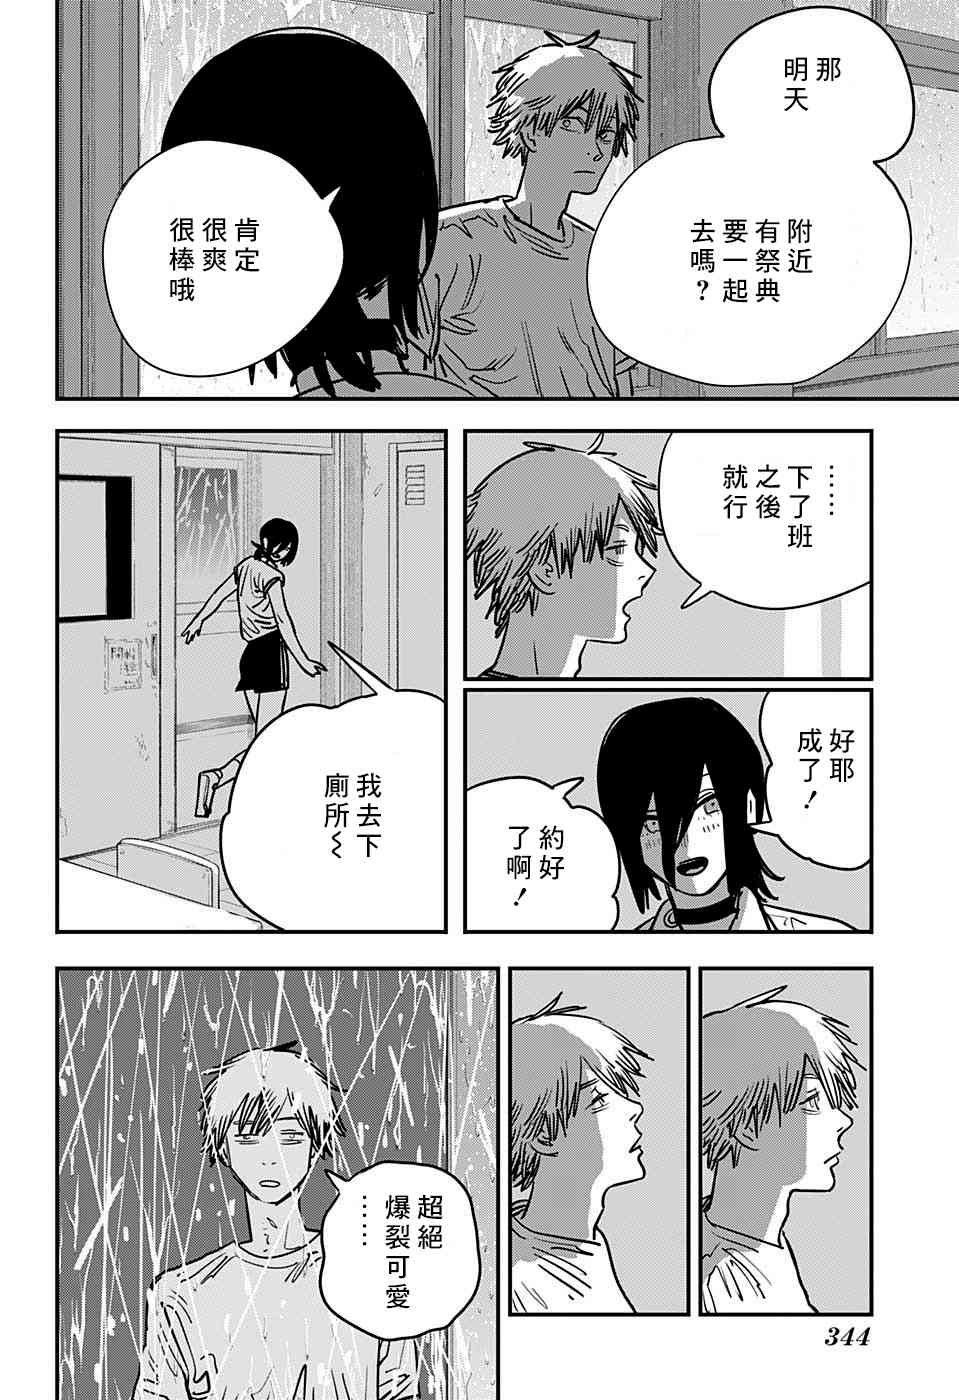 那
明天
附近
有祭典
要一起
去嗎？
肯定
很爽
很棒哦
……
下了班
之後
就行
好耶
成了！
約好
了啊！
我去下
廁所～
超絕
爆裂可愛
……
344